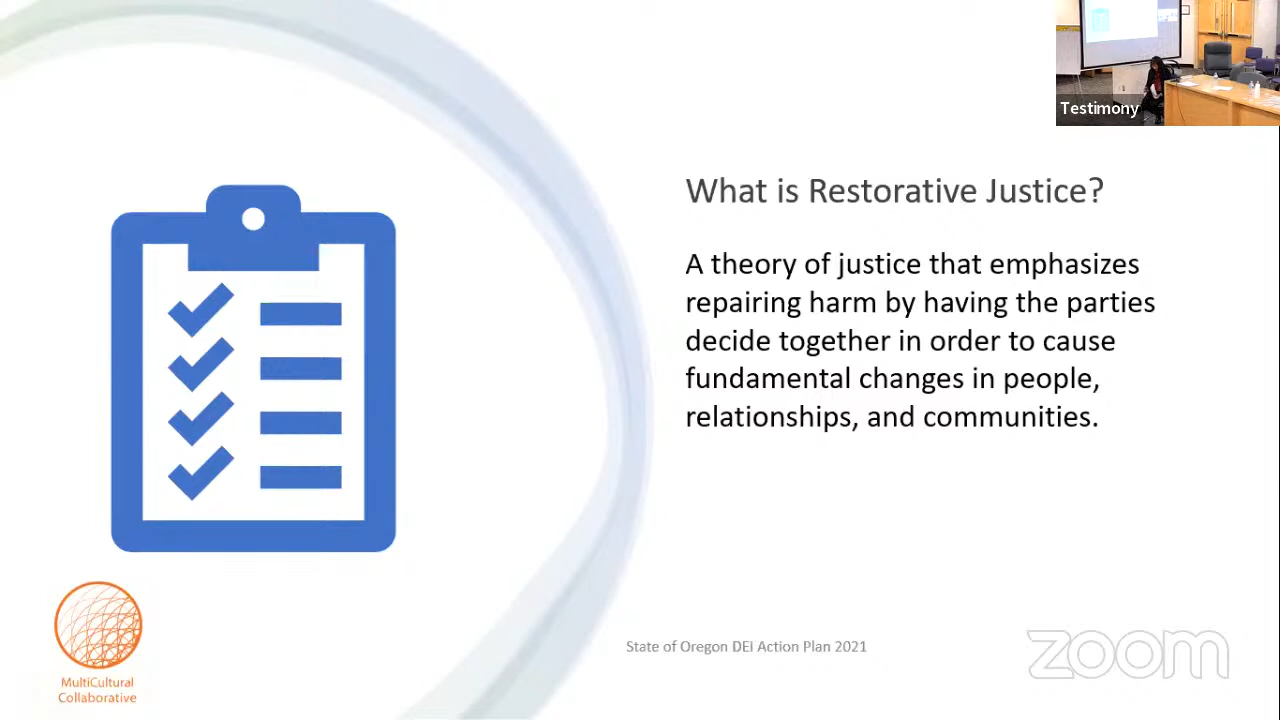 Testimony
What is Restorative Justice?
A theory of justice that emphasizes
repairing harm by having the parties
decide together in order to cause
fundamental changes in people,
relationships, and communities.
State of Oregon DEI Action Plan 2021
MultiCultural
Collaborative
zoom